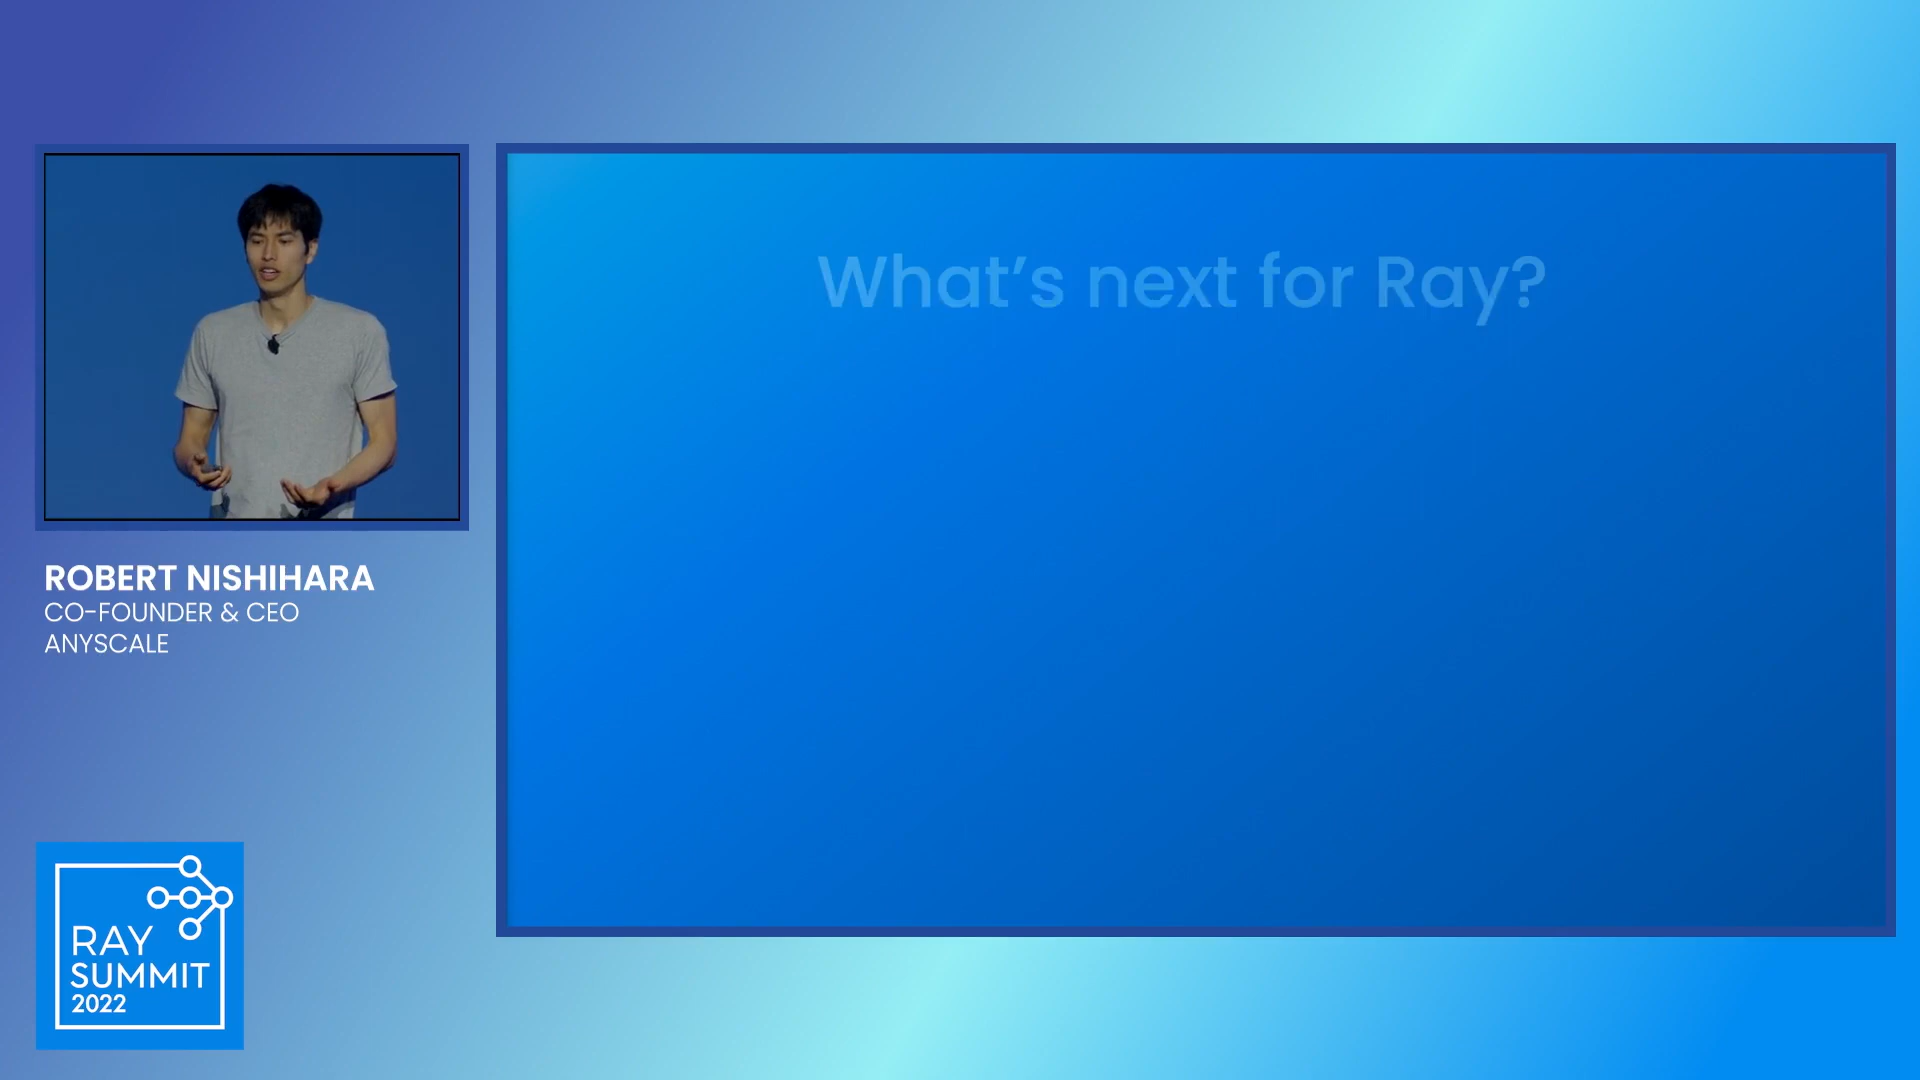 What's next for Ray?
ROBERT NISHIHARA
CO-FOUNDER & CEO
ANYSCALE
RAY
SUMMIT
2022